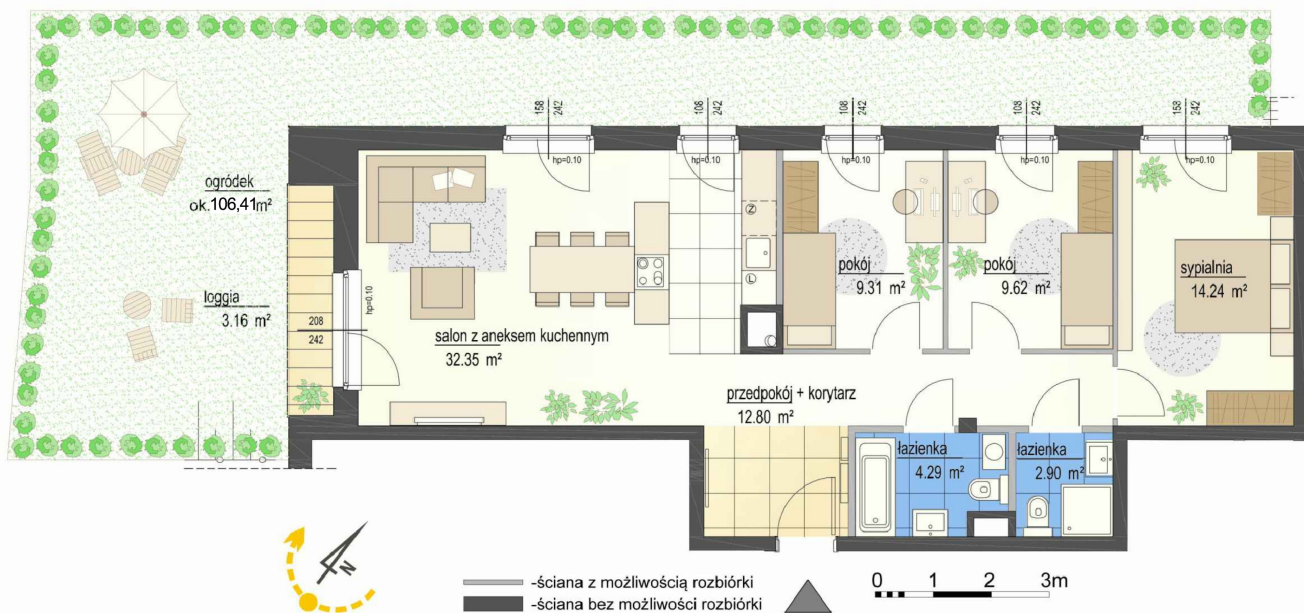 158
242
106
242
108
242
108
242
158
242
hp=0.10
hp=0.10
hp=0.10
hp=0.10
hp=0.10
ogródek
ok.106,41m²
loggia
3.16 m²
208
242
hp=0.10
salon z aneksem kuchennym
32.35 m²
Z
L
pokój
9.31 m²
pokój
9.62 m²
sypialnia
14.24 m²
przedpokój + korytarz
12.80 m²
łazienka
4.29 m²
łazienka
2.90 m²
N
-ściana z możliwością rozbiórki
-ściana bez możliwości rozbiórki
0 1 2 3m